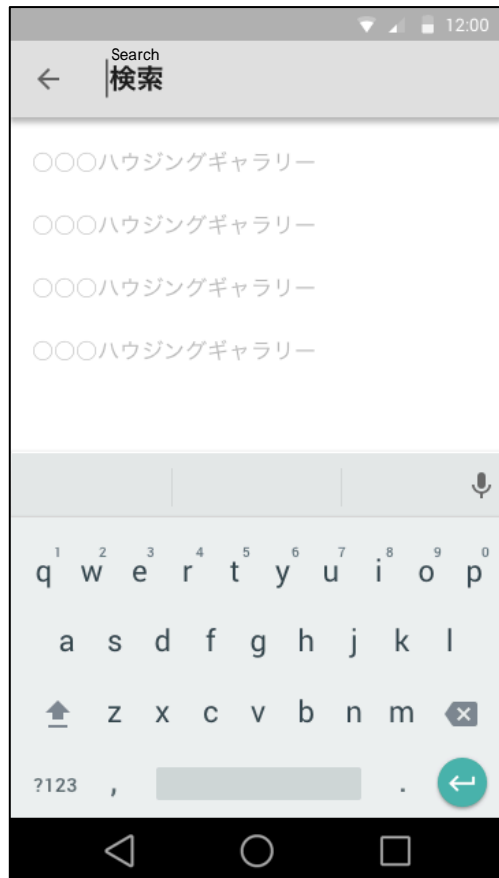 12:00
Search
検索
○○○ハウジングギャラリー
○○○ハウジングギャラリー
○○○ハウジングギャラリー
○○○ハウジングギャラリー
1 2 3 4 5 6 7 8 9 0
q w e r t y u i o p
a s d f g h j k l
z x c v b n m
?123 , .